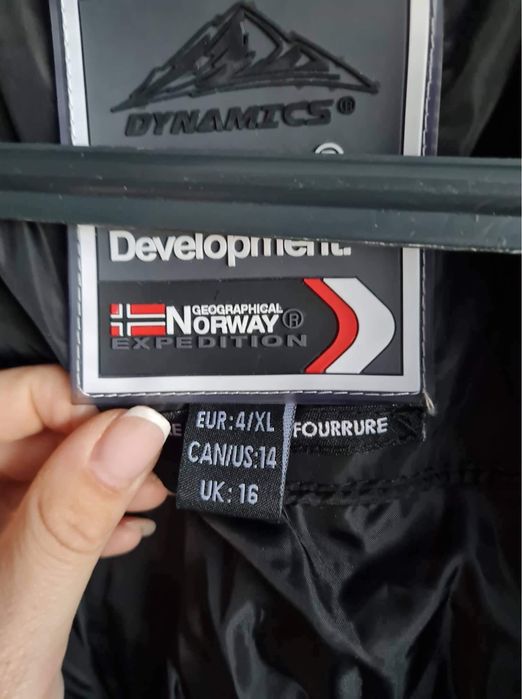 DYNAMICS®
Development.
GEOGRAPHICAL
NORWAY®
EXPEDITION
EUR:4/XL
FOURRURE
CAN/US:14
UK:16